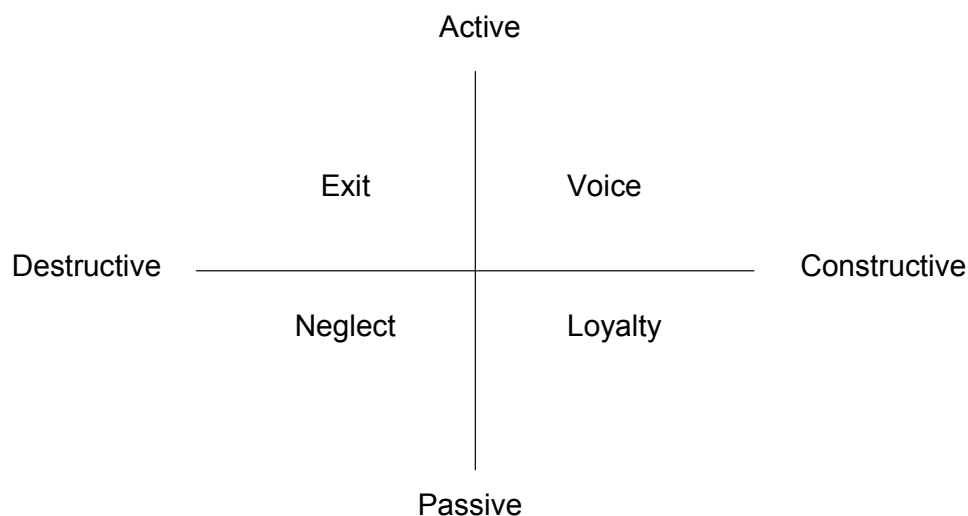 Active
Exit Voice
Destructive Constructive
Neglect Loyalty
Passive